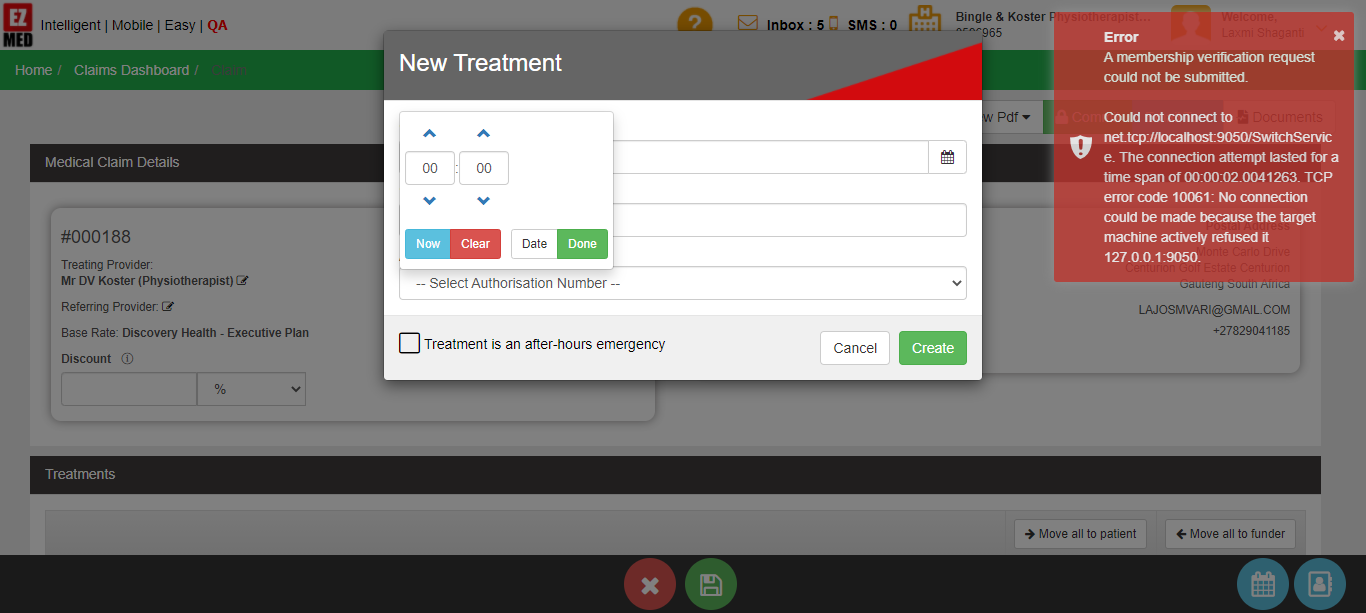 EZ
MED
Intelligent | Mobile | Easy | QA
?
Inbox : 5
SMS : 0
H
Bingle & Koster Physiotherapist...
Welcome,
Laxmi Shaganti
Home / Claims Dashboard /
New Treatment
Error
A membership verification request
could not be submitted.
Could not connect to
net.tcp://localhost:9050/SwitchServic
e. The connection attempt lasted for a
time span of 00:00:02.0041263. TCP
error code 10061: No connection
could be made because the target
machine actively refused it
127.0.0.1:9050.
w Pdf
Documents
Medical Claim Details
00 : 00
Now
Clear
Date
Done
-- Select Authorisation Number --
Treatment is an after-hours emergency
Cancel
Create
#000188
Treating Provider:
Mr DV Koster (Physiotherapist)
Referring Provider:
Base Rate: Discovery Health - Executive Plan
Discount
%
Postal Address
Monte Carlo Drive
Centurion Golf Estate Centurion
Gauteng South Africa
LAJOSMVARI@GMAIL.COM
+27829041185
Treatments
Move all to patient
Move all to funder